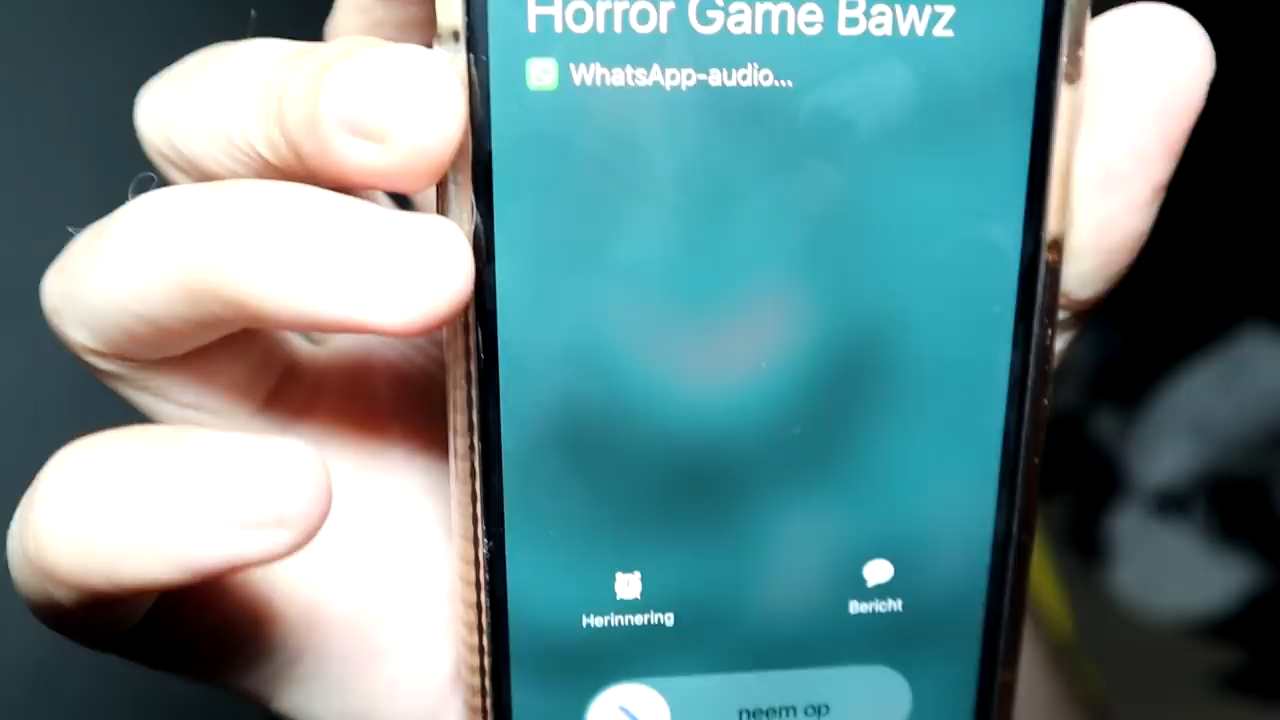 Horror Game Bawz
WhatsApp-audio...
Herinnering
Bericht
neem op